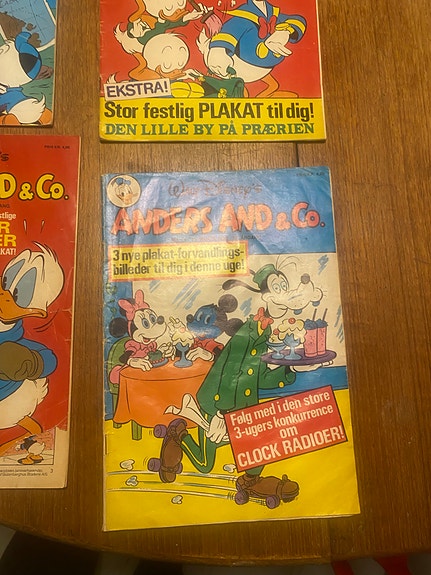 EKSTRA!
Stor festlig PLAKAT til dig!
DEN LILLE BY PÅ PRÆRIEN
D & Co.
Walt Disney's
ANDERS AND & Co.
3 nye plakat-forvandlings-
billeder til dig i denne uge!
Følg med i den store
3-ugers konkurrence
om
CLOCK RADIOER!